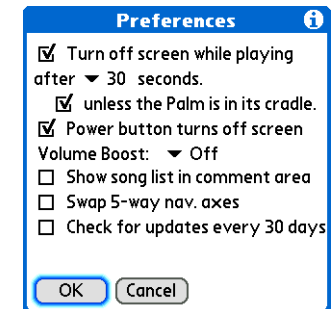 Preferences
Turn off screen while playing
after 30 seconds.
unless the Palm is in its cradle.
Power button turns off screen
Volume Boost: Off
Show song list in comment area
Swap 5-way nav. axes
Check for updates every 30 days
OK Cancel